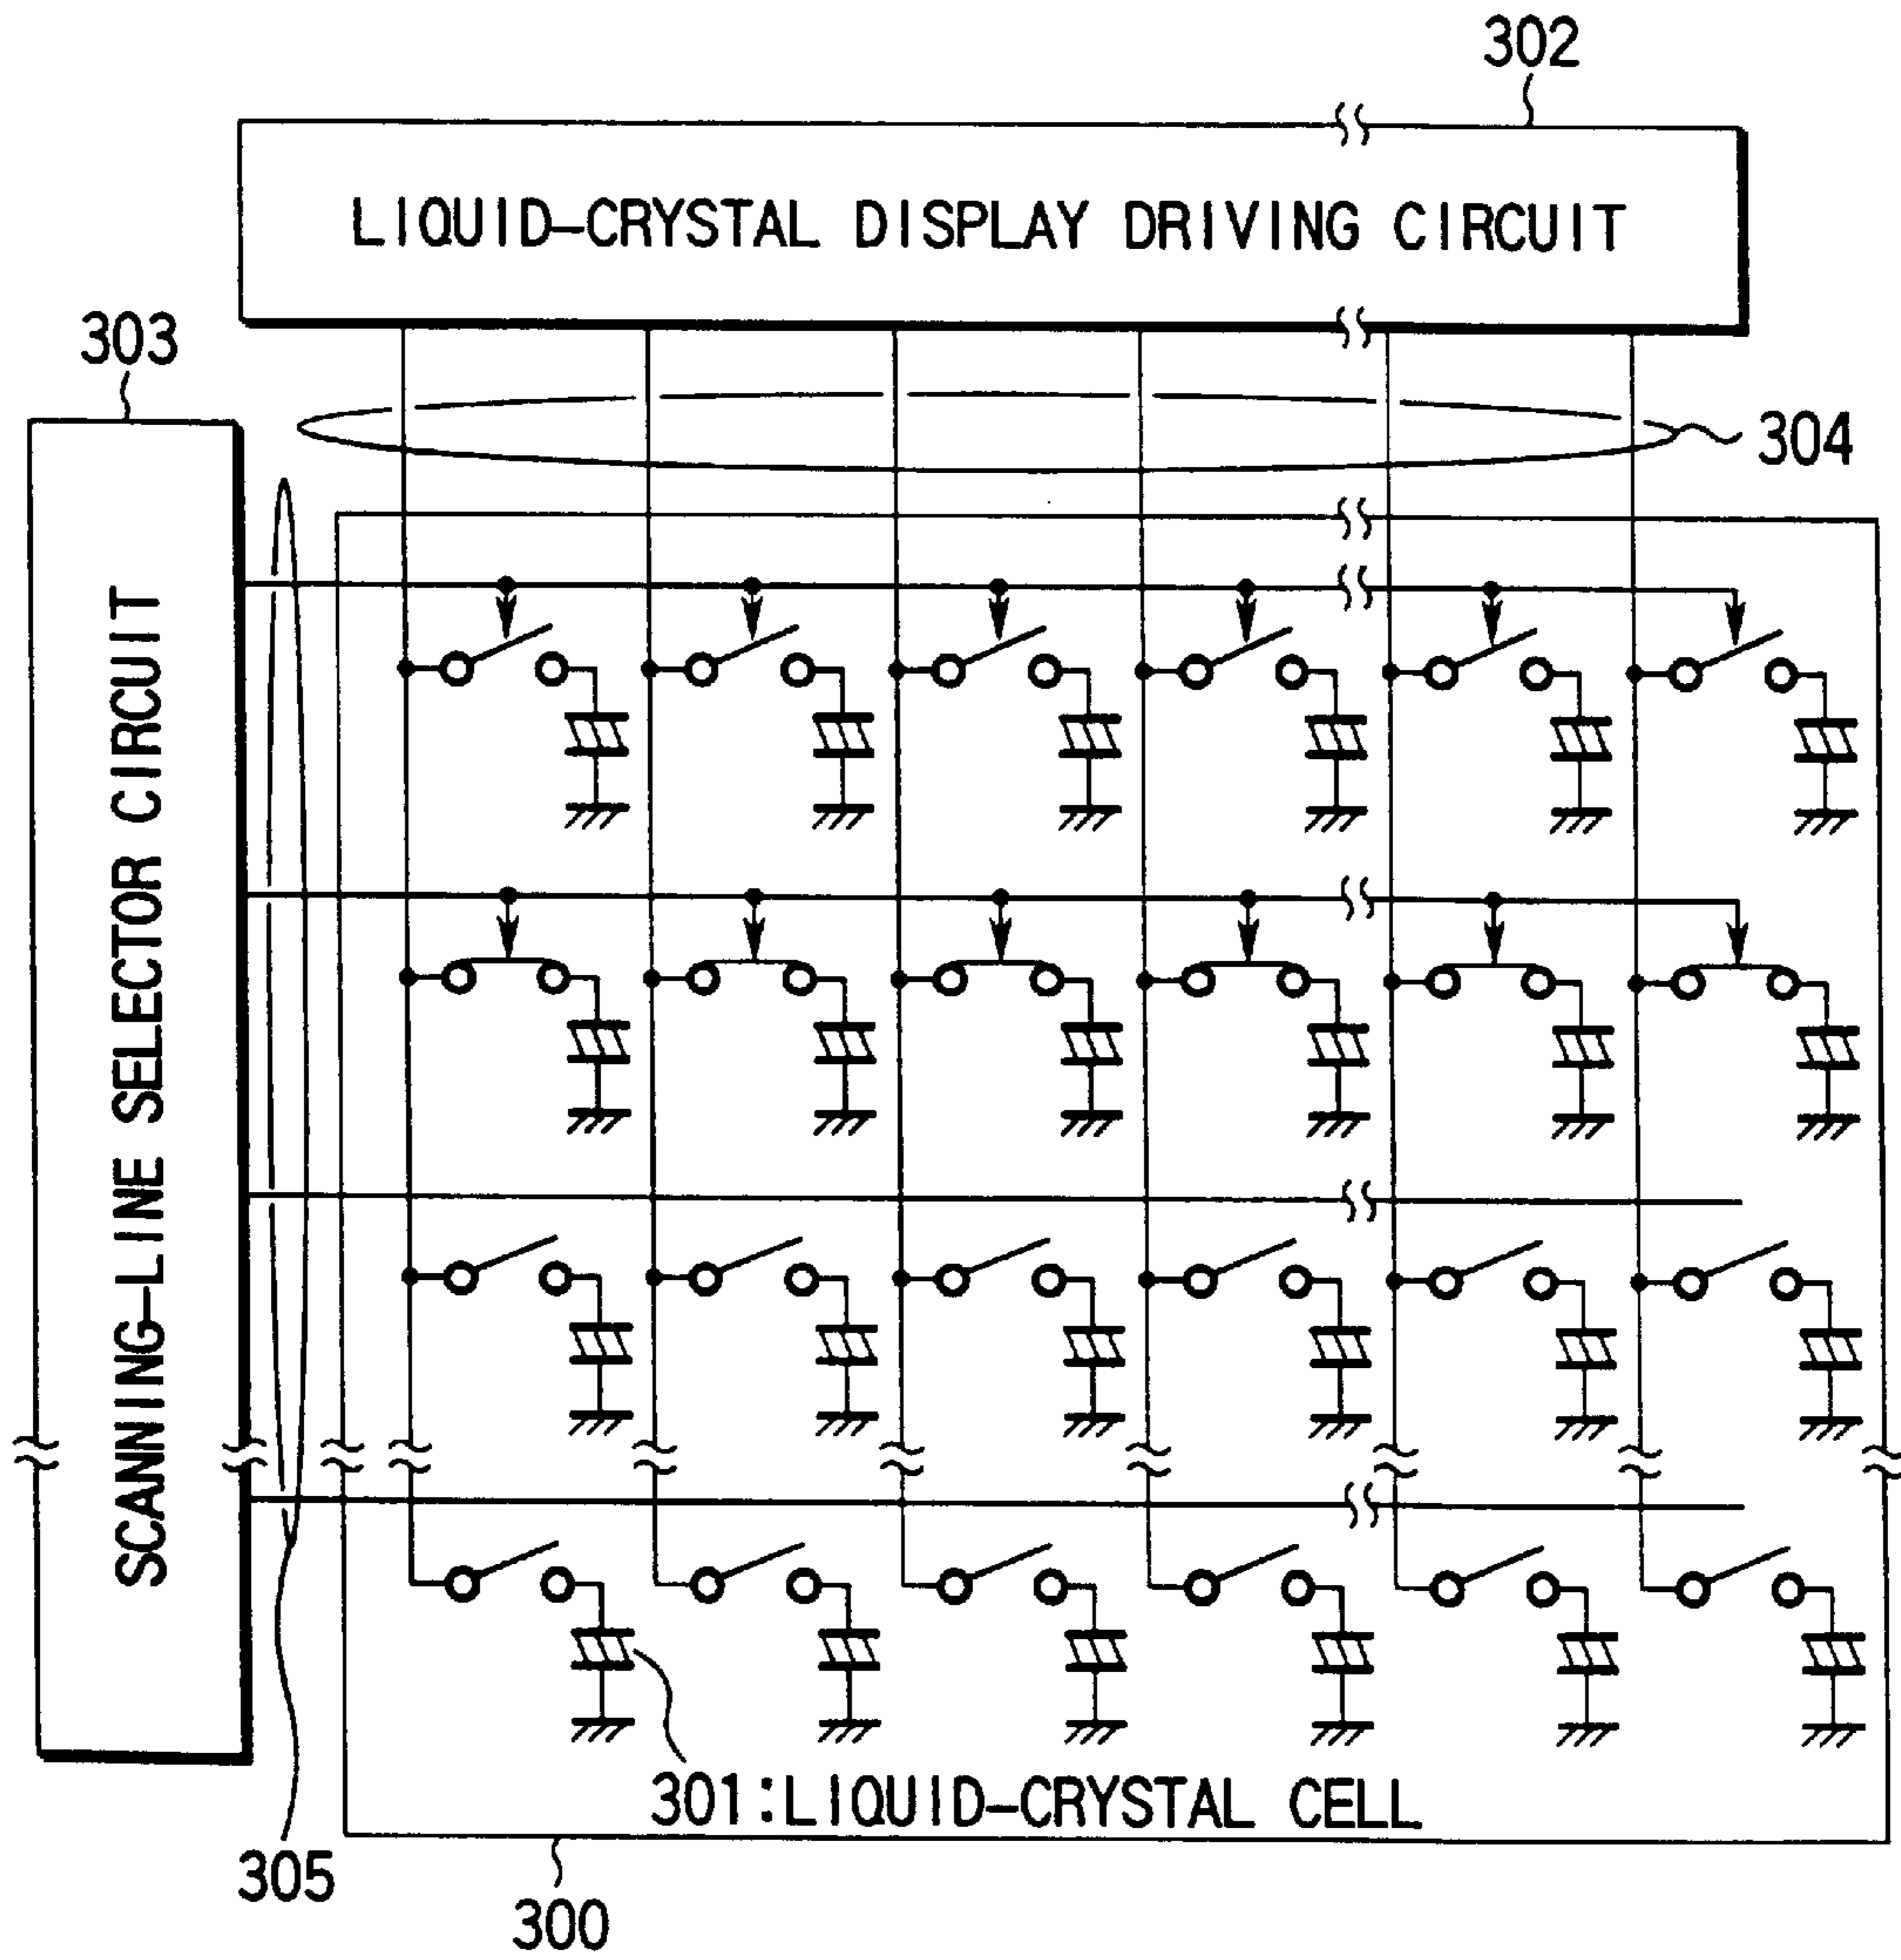 302
LIQUID-CRYSTAL DISPLAY DRIVING CIRCUIT
303
304
SCANNING-LINE SELECTOR CIRCUIT
301:LIQUID-CRYSTAL CELL
305
300